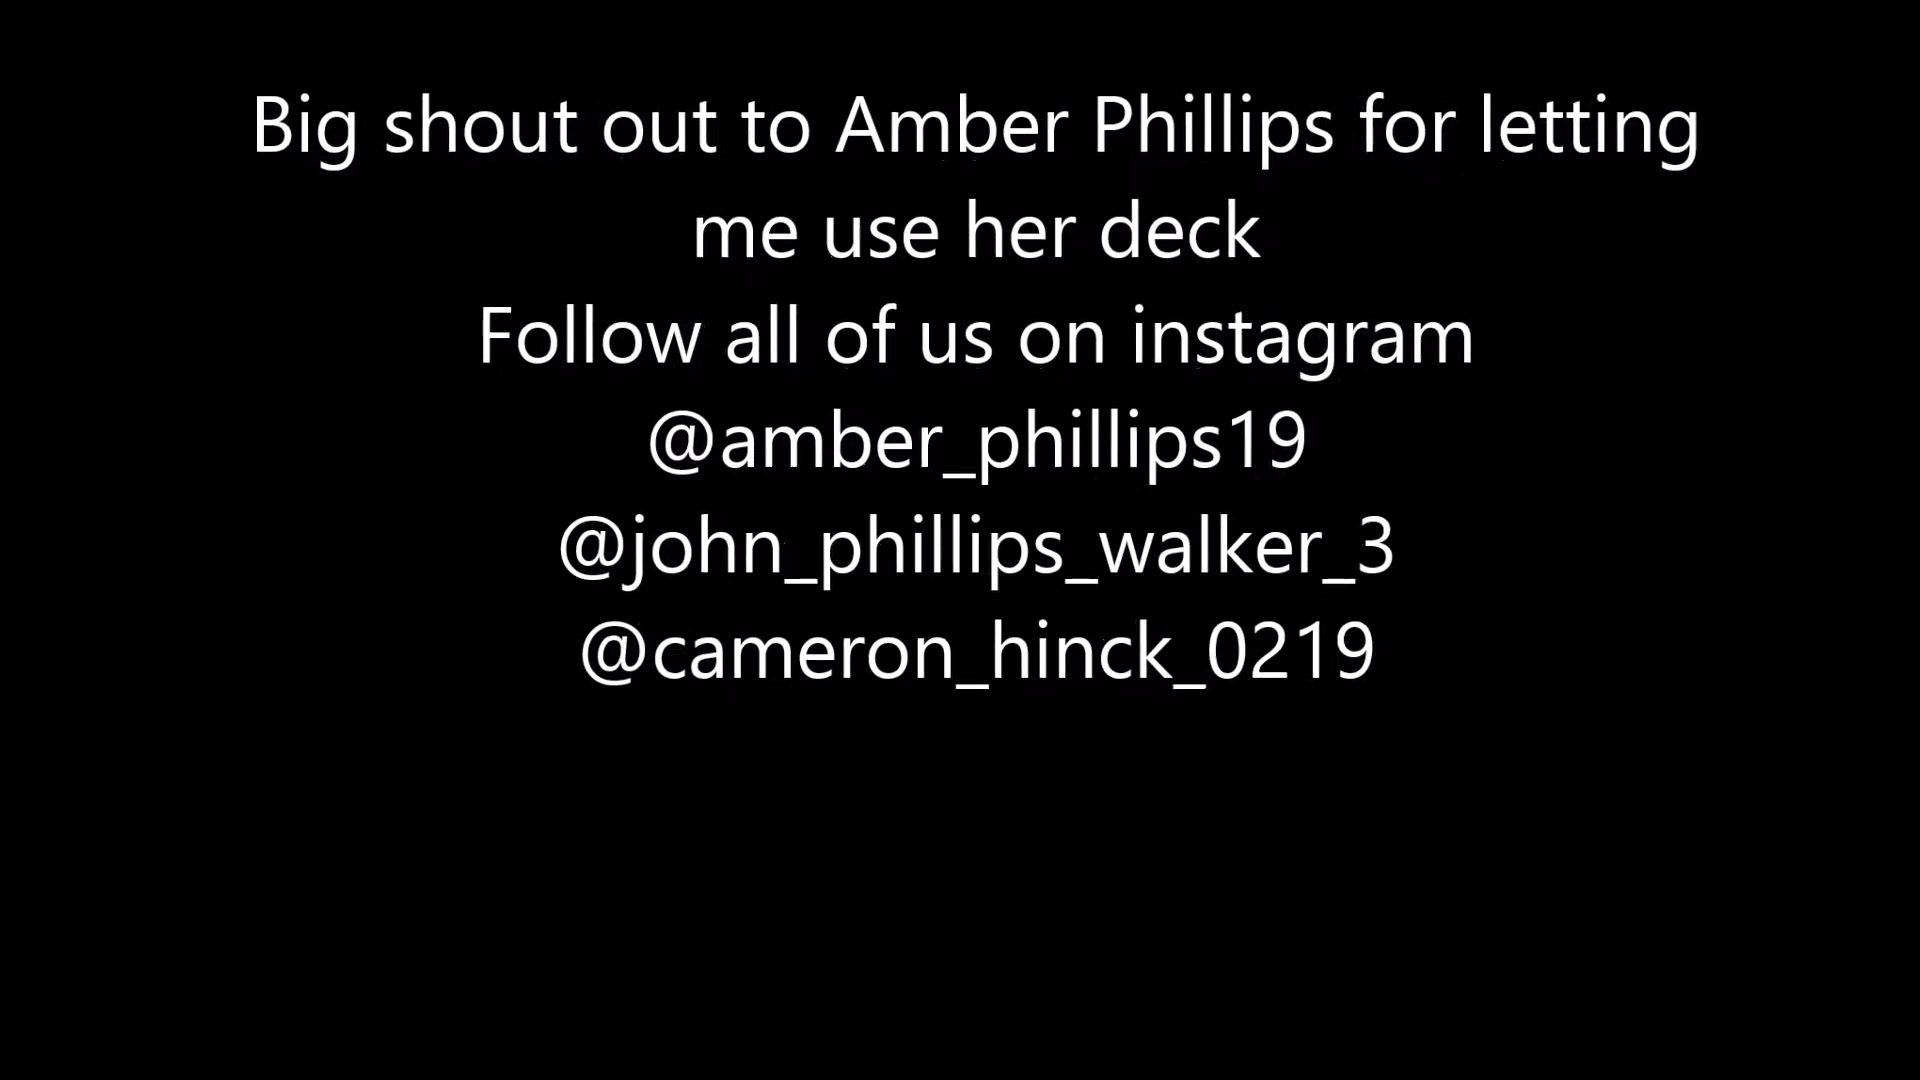 Big shout out to Amber Phillips for letting
me use her deck
Follow all of us on instagram
@amber_phillips19
@john_phillips_walker_3
@cameron_hinck_0219